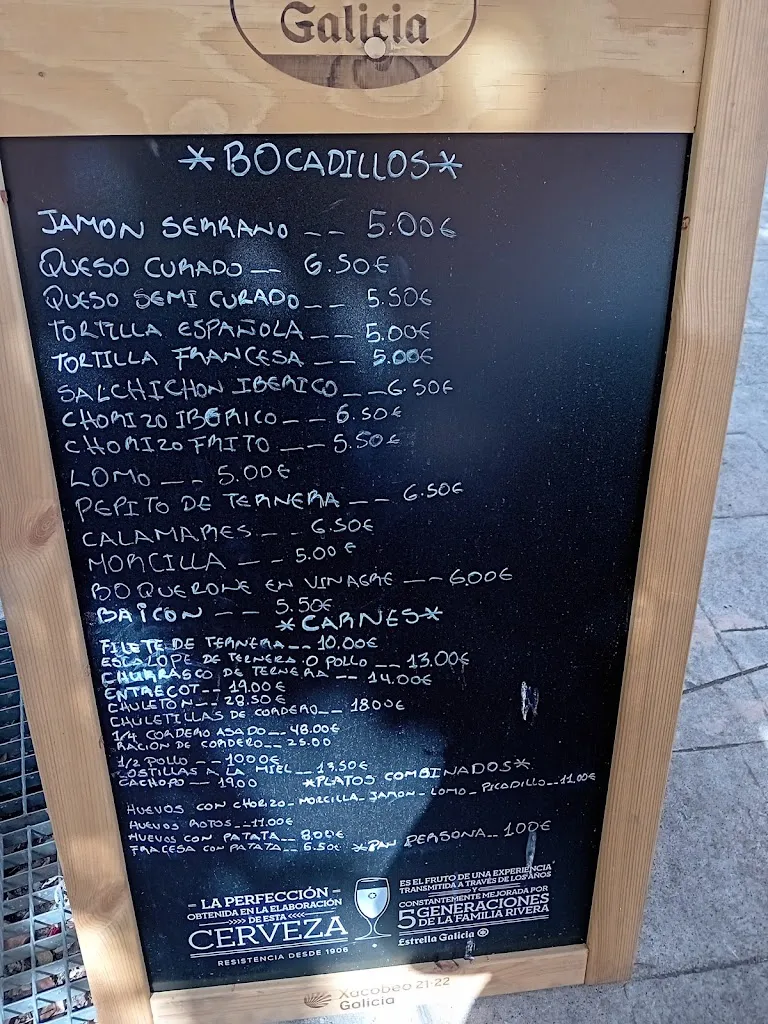 Galicia
*BOCADILLOS*
JAMON SERRANO -- 5.00€
QUESO CURADO -- 6.50€
QUESO SEMI CURADO -- 5.50€
TORTILLA ESPAÑOLA -- 5.00€
TORTILLA FRANCESA -- 5.00€
SALCHICHON IBERICO -- 6.50€
CHORIZO IBERICO -- 6.50€
CHORIZO FRITO -- 5.50€
LOMO -- 5.00€
PEPITO DE TERNERA -- 6.50€
CALAMARES -- 6.50€
MORCILLA -- 5.00€
BOQUERONE EN VINAGRE -- 6.00€
BAICON -- 5.50€
*CARNES*
FILETE DE TERNERA -- 10.00€
ESCALOPE DE TERNERA O POLLO -- 13.00€
CHURRASCO DE TERNERA -- 14.00€
ENTRECOT -- 19.00€
CHULETON -- 28.50€
CHULETILLAS DE CORDERO -- 18.00€
1/4 CORDERO ASADO -- 48.00€
RACION DE CORDERO -- 25.00
1/2 POLLO -- 10.00€
COSTILLAS A LA MIEL -- 13.50€
CACHOPO -- 19.00
*PLATOS COMBINADOS*
HUEVOS CON CHORIZO - MORCILLA - JAMON - LOMO - PICADILLO -- 11.00€
HUEVOS ROTOS -- 11.00€
HUEVOS CON PATATA -- 8.00€
FRACESA CON PATATA -- 6.50€ *PAN PERSONA -- 1.00€
- LA PERFECCIÓN -
OBTENIDA EN LA ELABORACIÓN
>>>> DE ESTA <<<<
CERVEZA
RESISTENCIA DESDE 1906
ES EL FRUTO DE UNA EXPERIENCIA
TRANSMITIDA A TRAVÉS DE LOS AÑOS
Y
CONSTANTEMENTE MEJORADA POR
5 GENERACIONES
DE LA FAMILIA RIVERA
Estrella Galicia
Xacobeo 21·22
Galicia